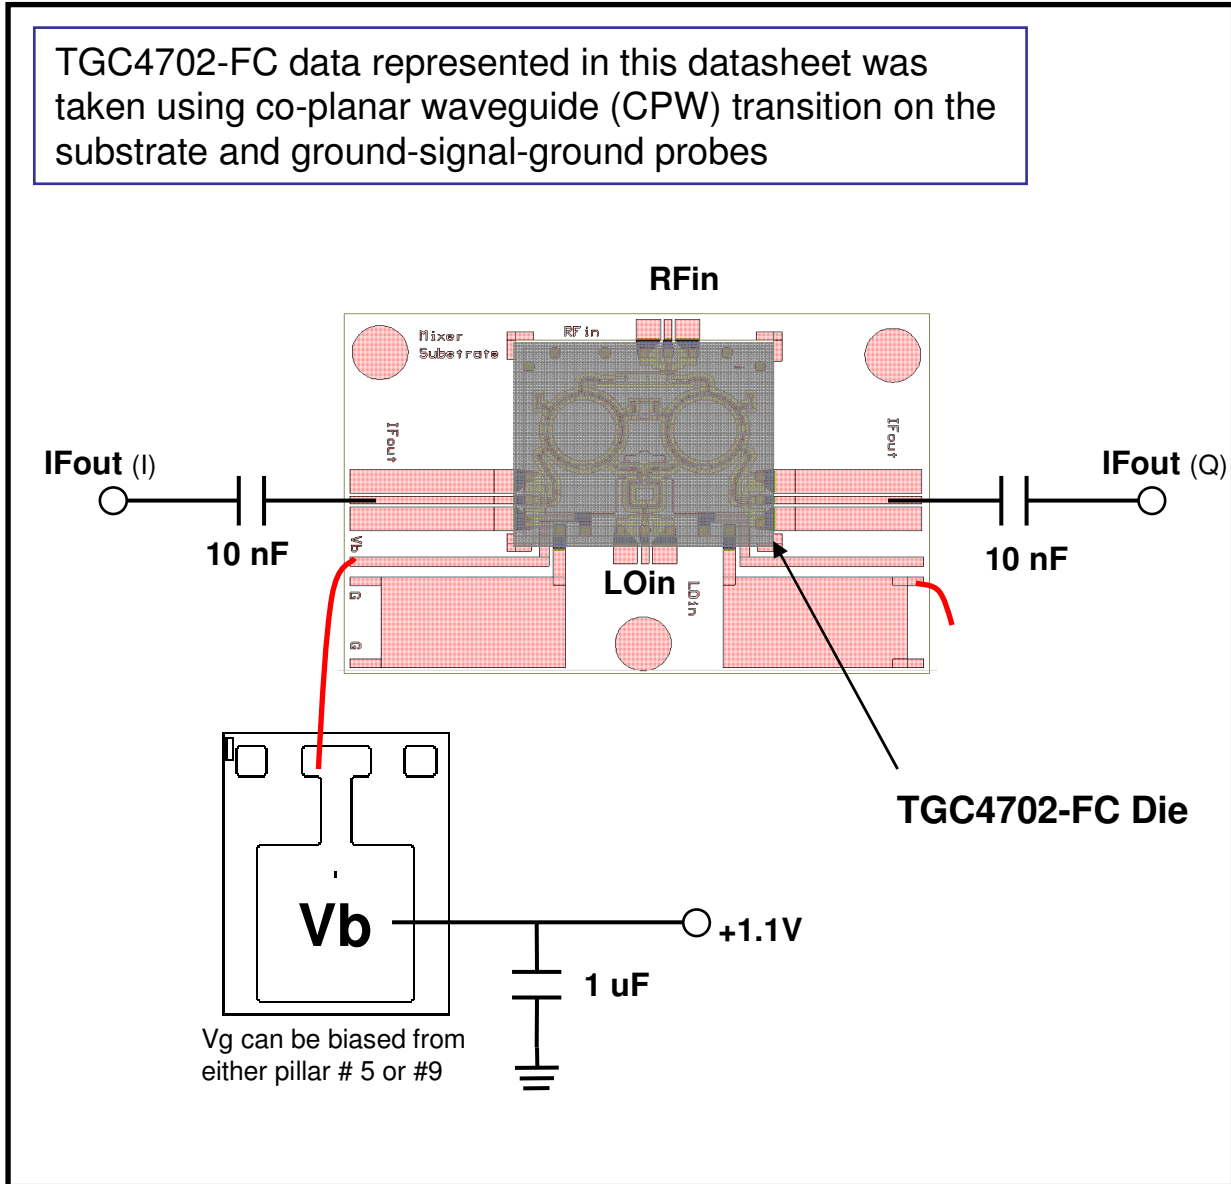 TGC4702-FC data represented in this datasheet was
taken using co-planar waveguide (CPW) transition on the
substrate and ground-signal-ground probes
RFin
Mixer
Substrate
RFin
IFout
IFout
IFout (I)
IFout (Q)
10 nF
10 nF
Vb
LOin
LOin
G
G
TGC4702-FC Die
Vb
+1.1V
1 uF
Vg can be biased from
either pillar # 5 or #9